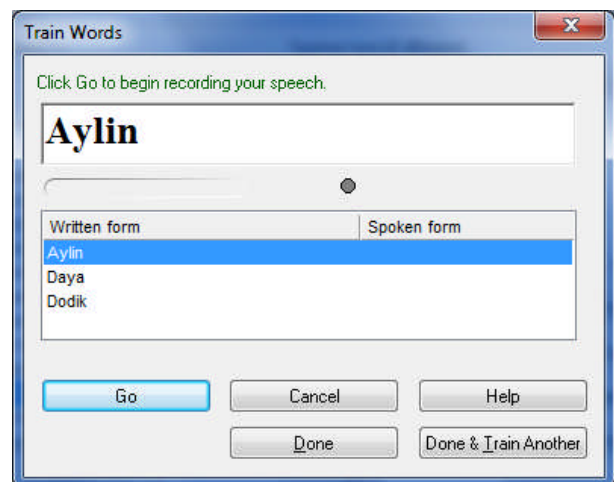 Train Words
Click Go to begin recording your speech.
Aylin
Written form Spoken form
Aylin
Daya
Dodik
Go Cancel Help
Done Done & Train Another